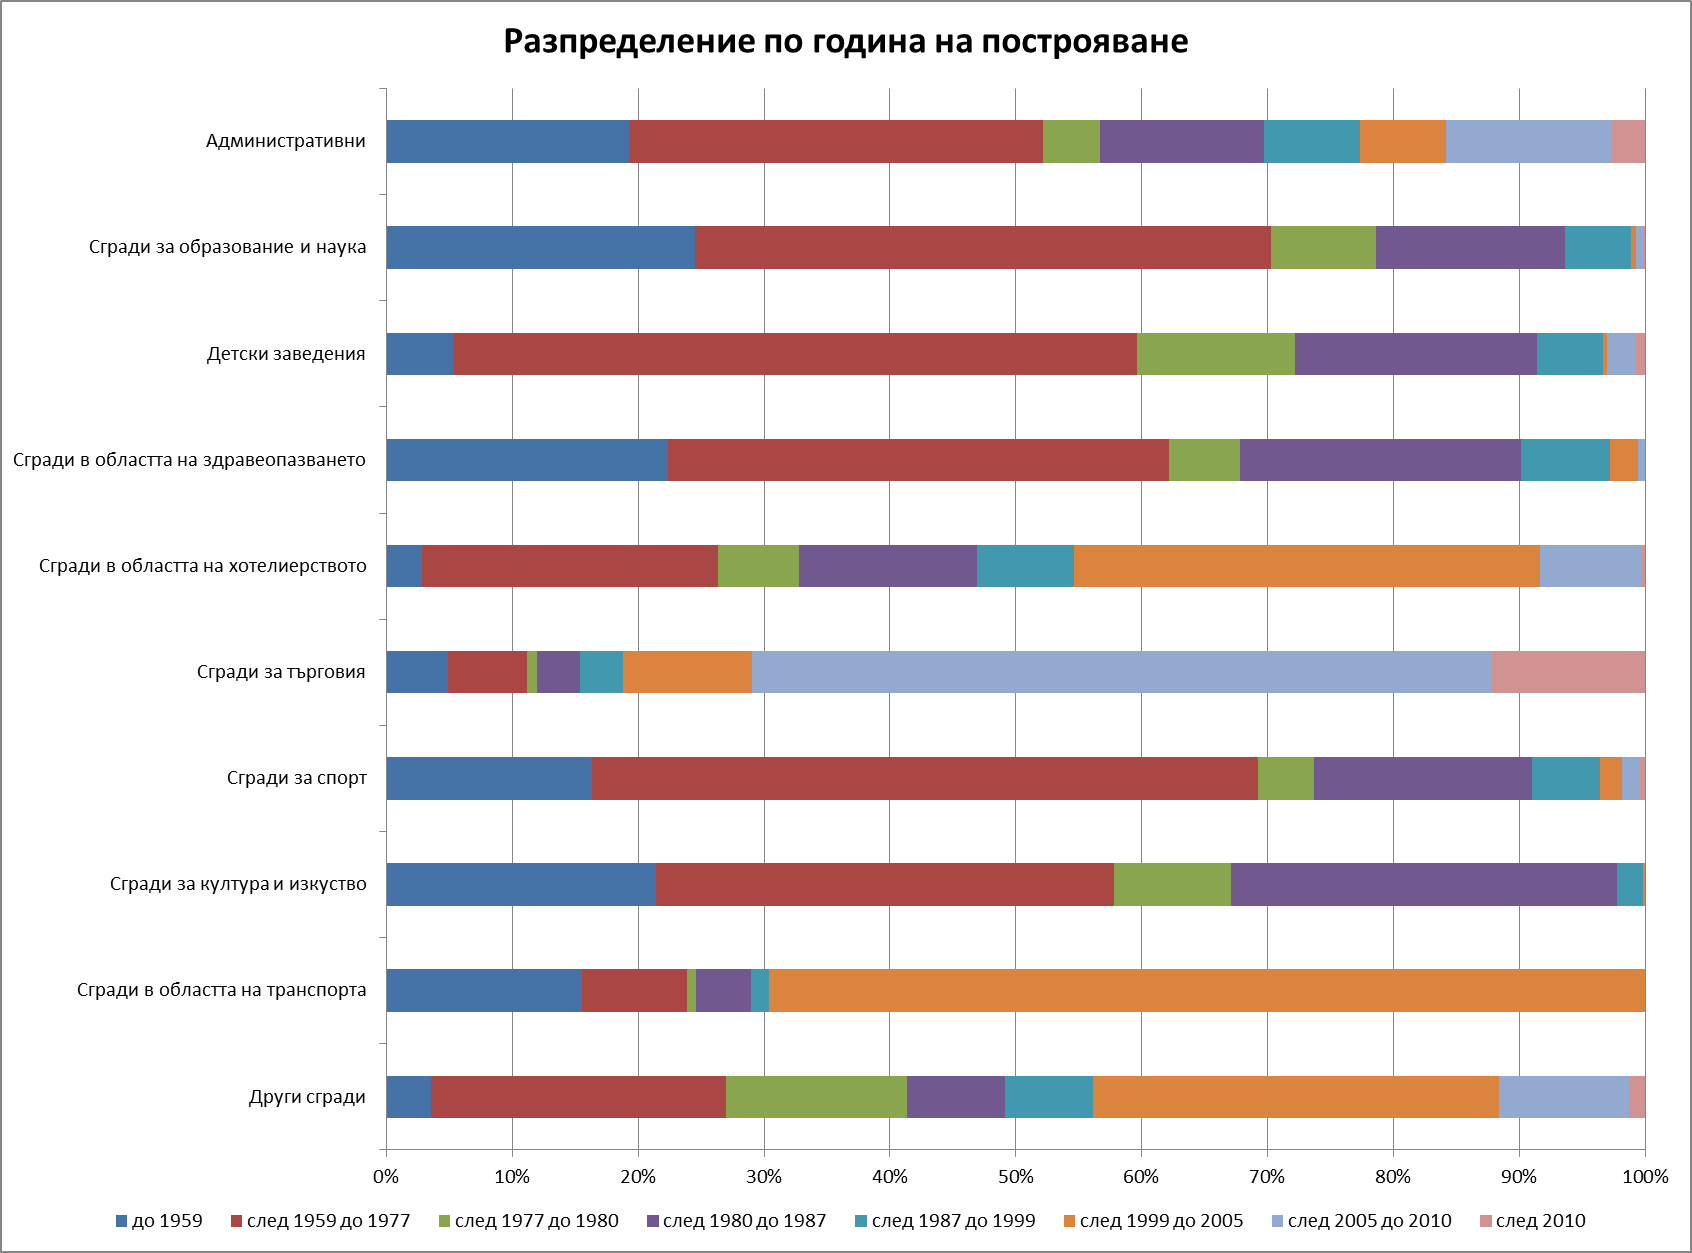 Разпределение по година на построяване
Административни
Сгради за образование и наука
Детски заведения
Сгради в областта на здравеопазването
Сгради в областта на хотелиерството
Сгради за търговия
Сгради за спорт
Сгради за култура и изкуство
Сгради в областта на транспорта
Други сгради
0% 10% 20% 30% 40% 50% 60% 70% 80% 90% 100%
до 1959 след 1959 до 1977 след 1977 до 1980 след 1980 до 1987 след 1987 до 1999 след 1999 до 2005 след 2005 до 2010 след 2010